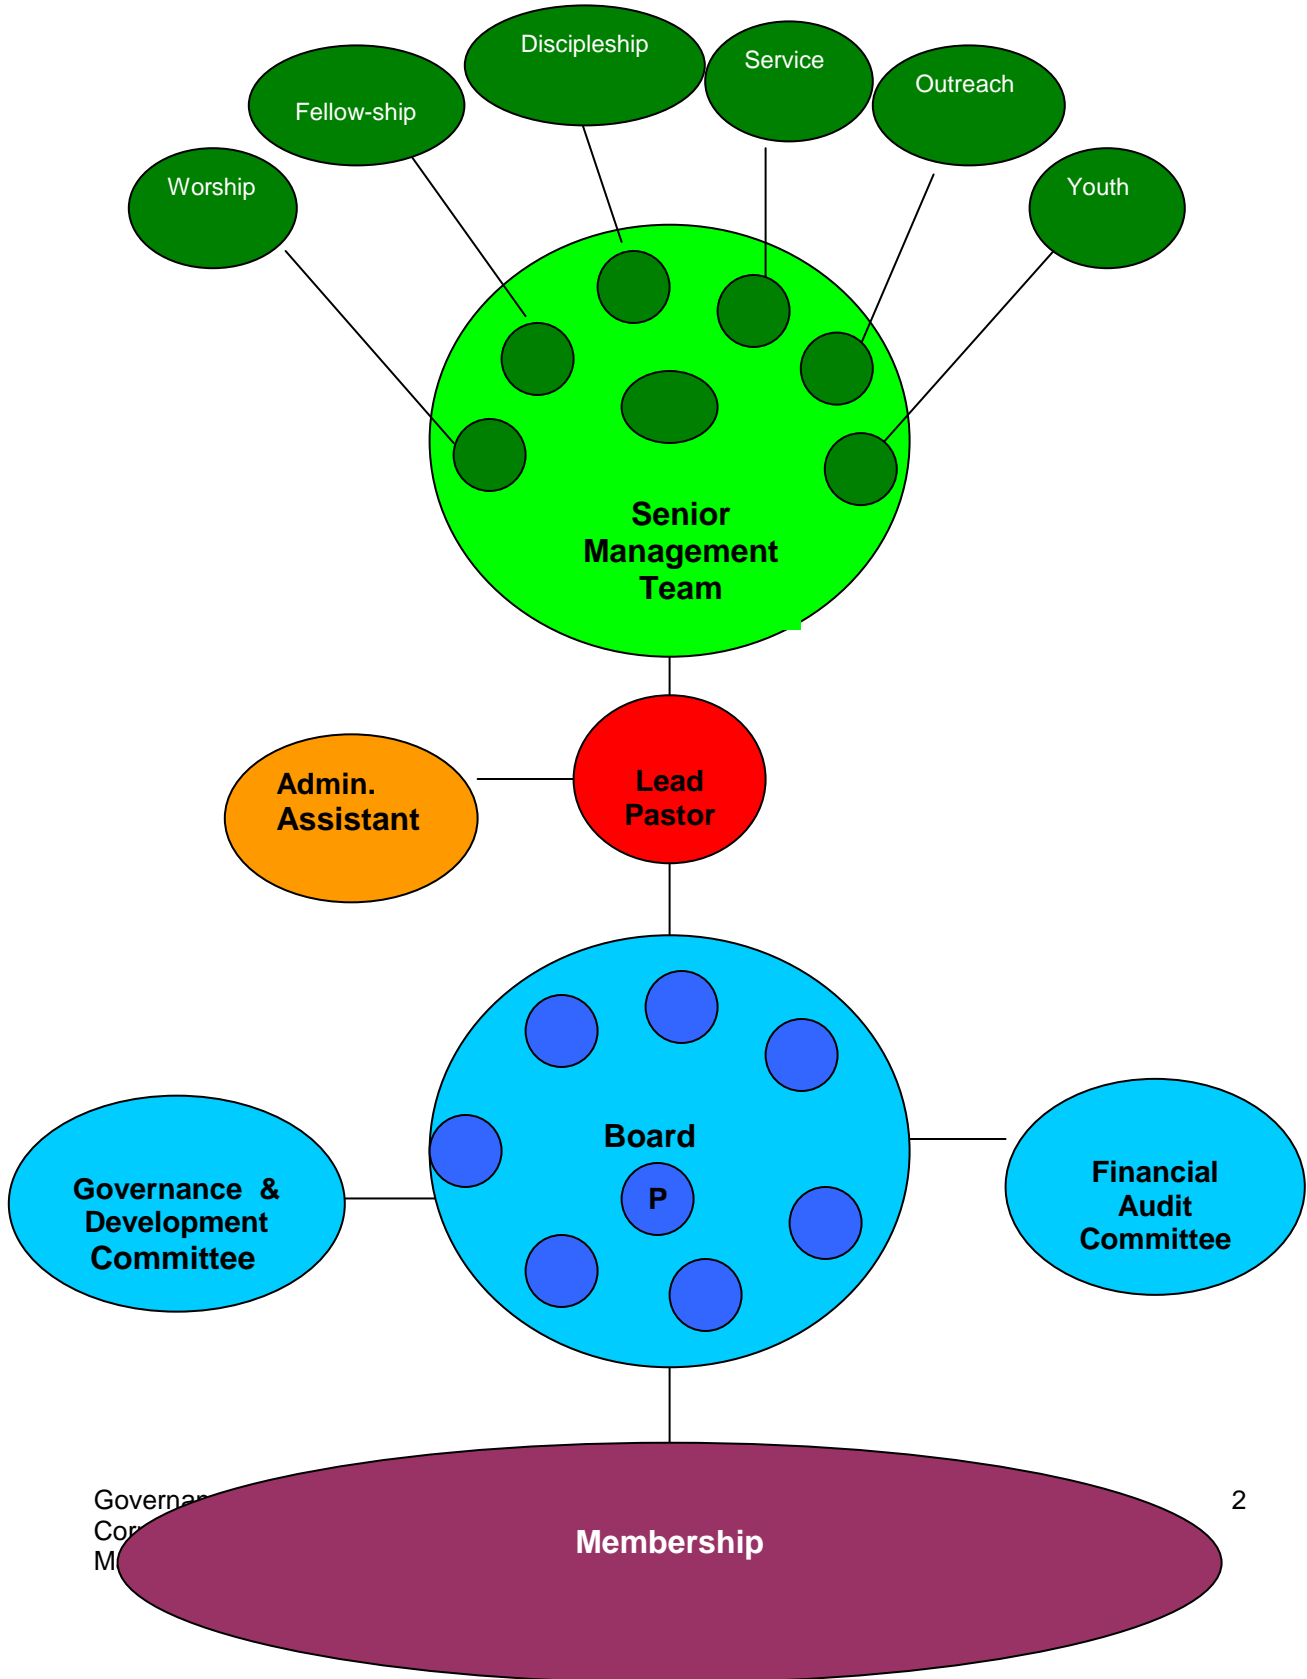 Discipleship
Service
Outreach
Fellow-ship
Worship
Youth
Senior
Management
Team
Admin.
Assistant
Lead
Pastor
Board
P
Governance &
Development
Committee
Financial
Audit
Committee
2
Membership